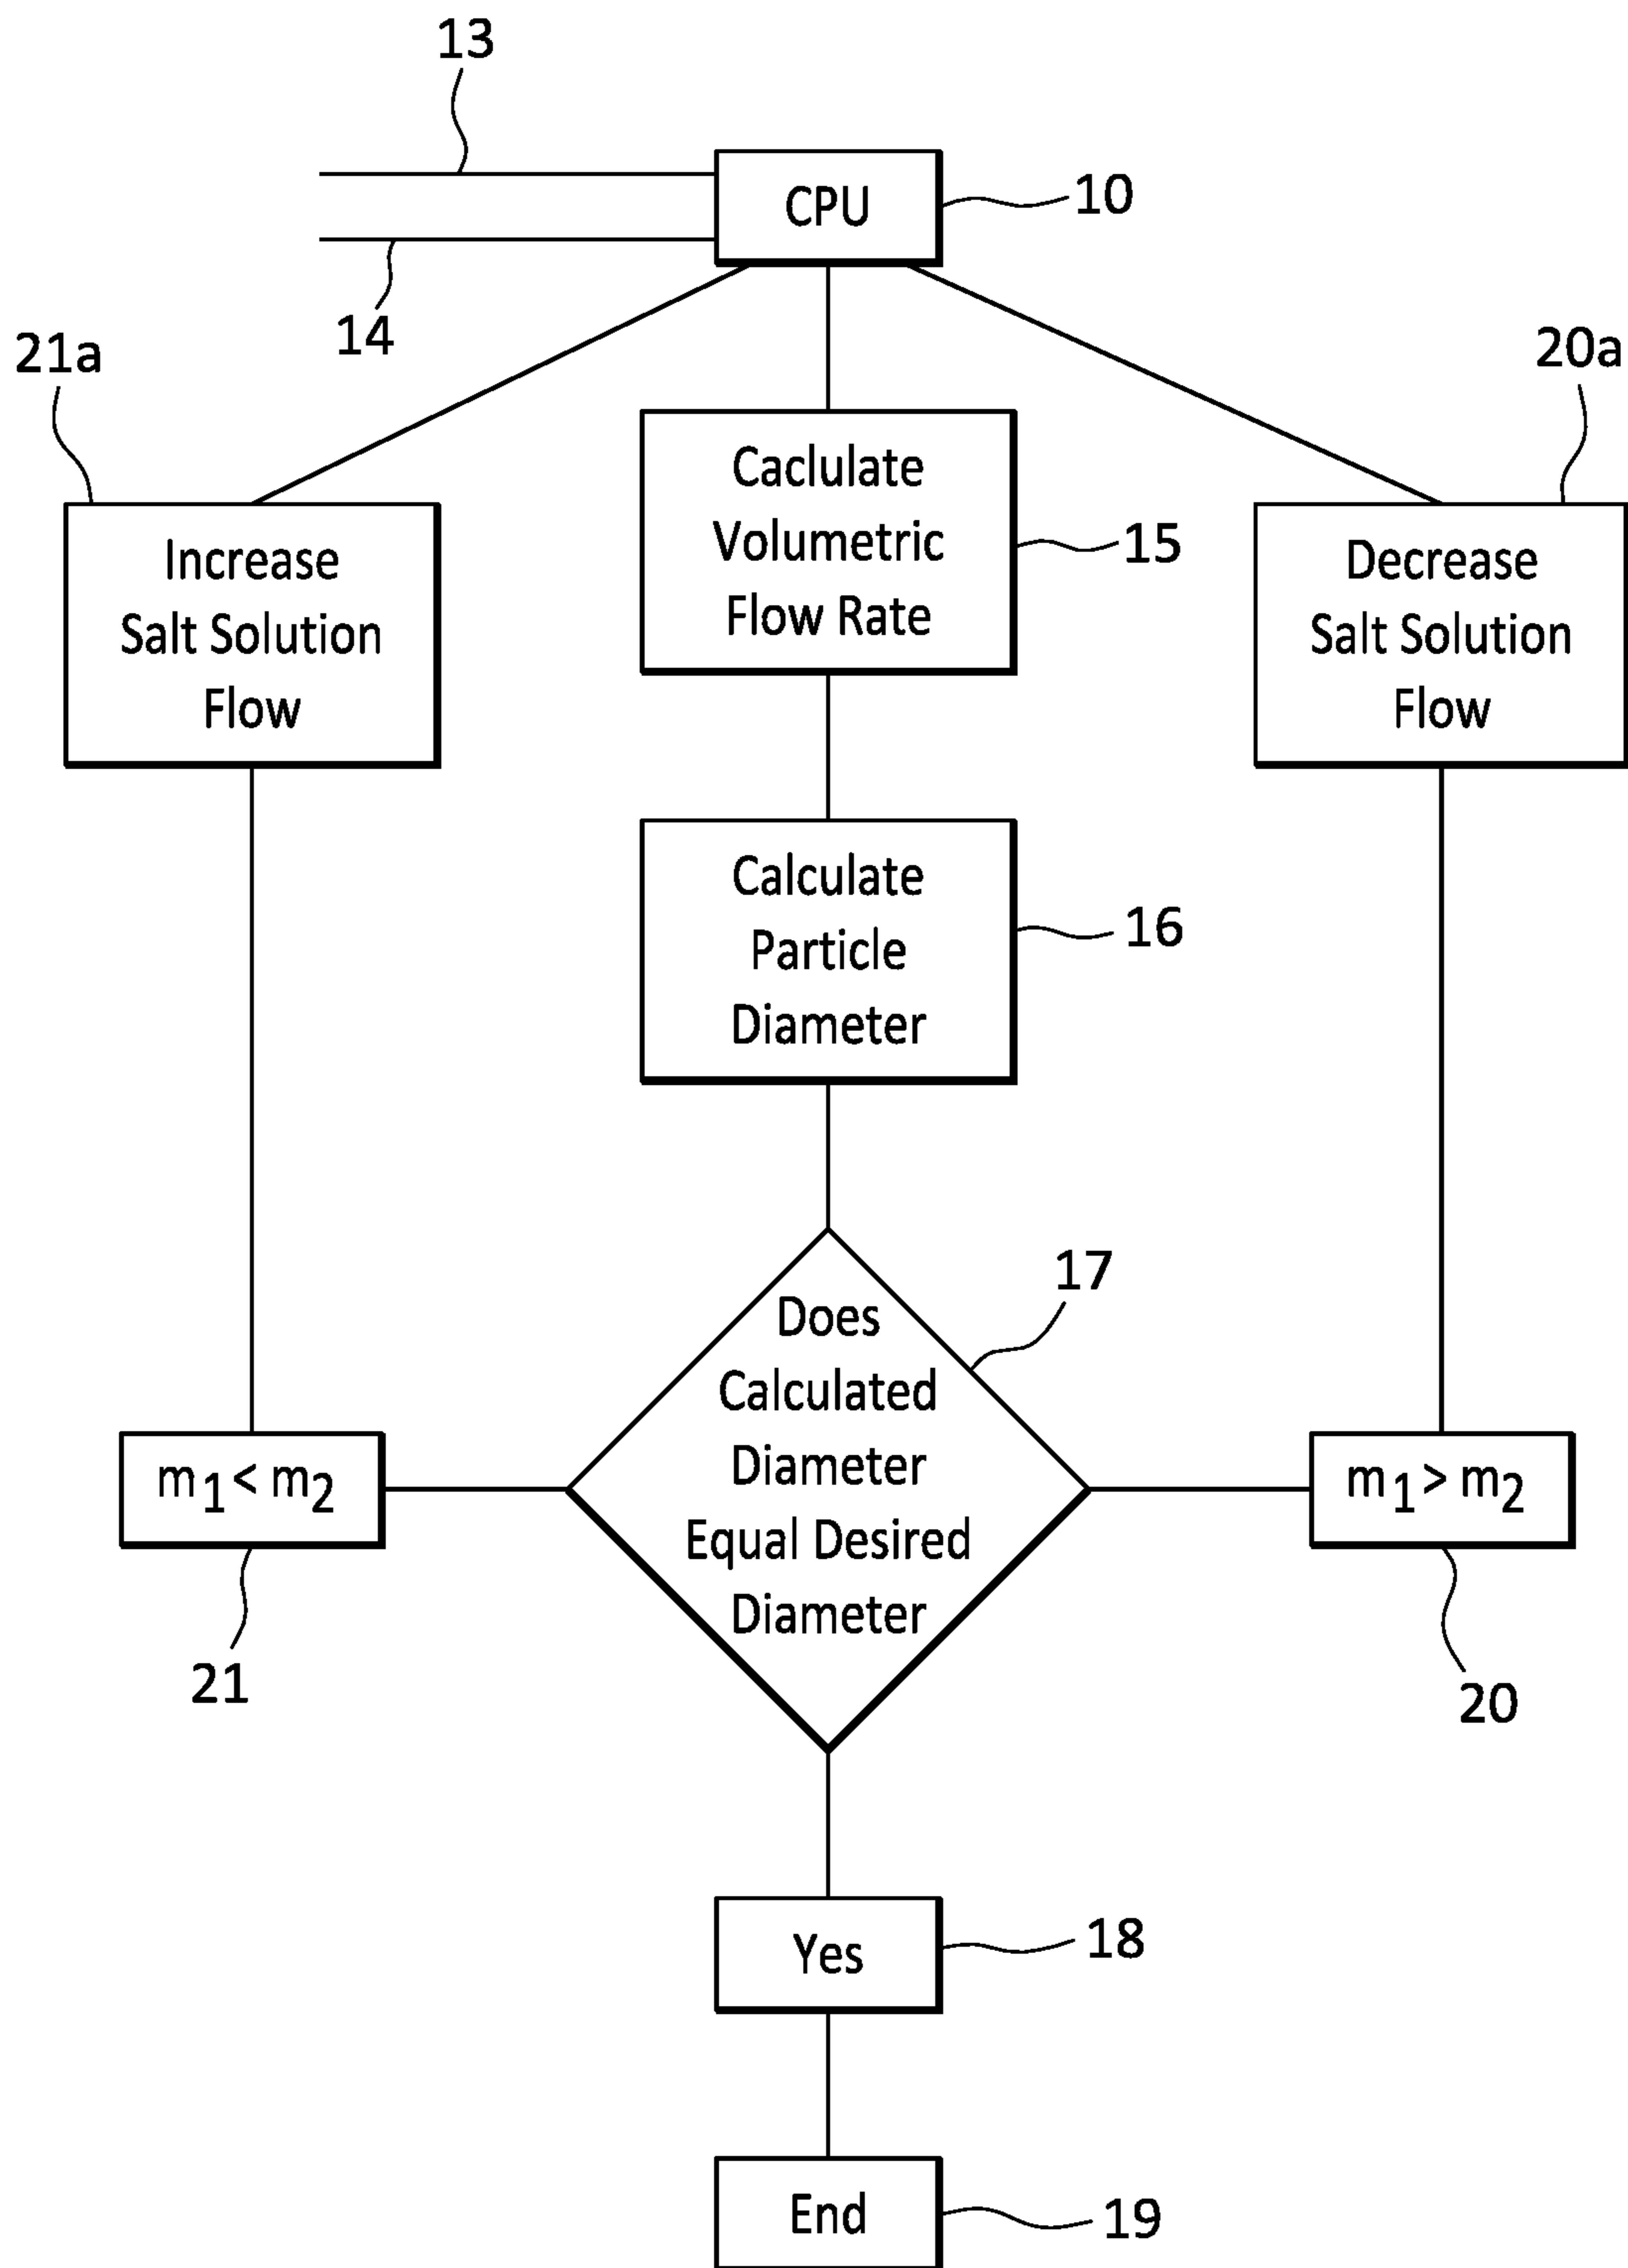 13
CPU
10
14
21a
20a
Caclulate
Volumetric
Flow Rate
15
Increase
Salt Solution
Flow
Decrease
Salt Solution
Flow
Calculate
Particle
Diameter
16
17
Does
Calculated
Diameter
Equal Desired
Diameter
m1 < m2
m1 > m2
21
20
Yes
18
End
19